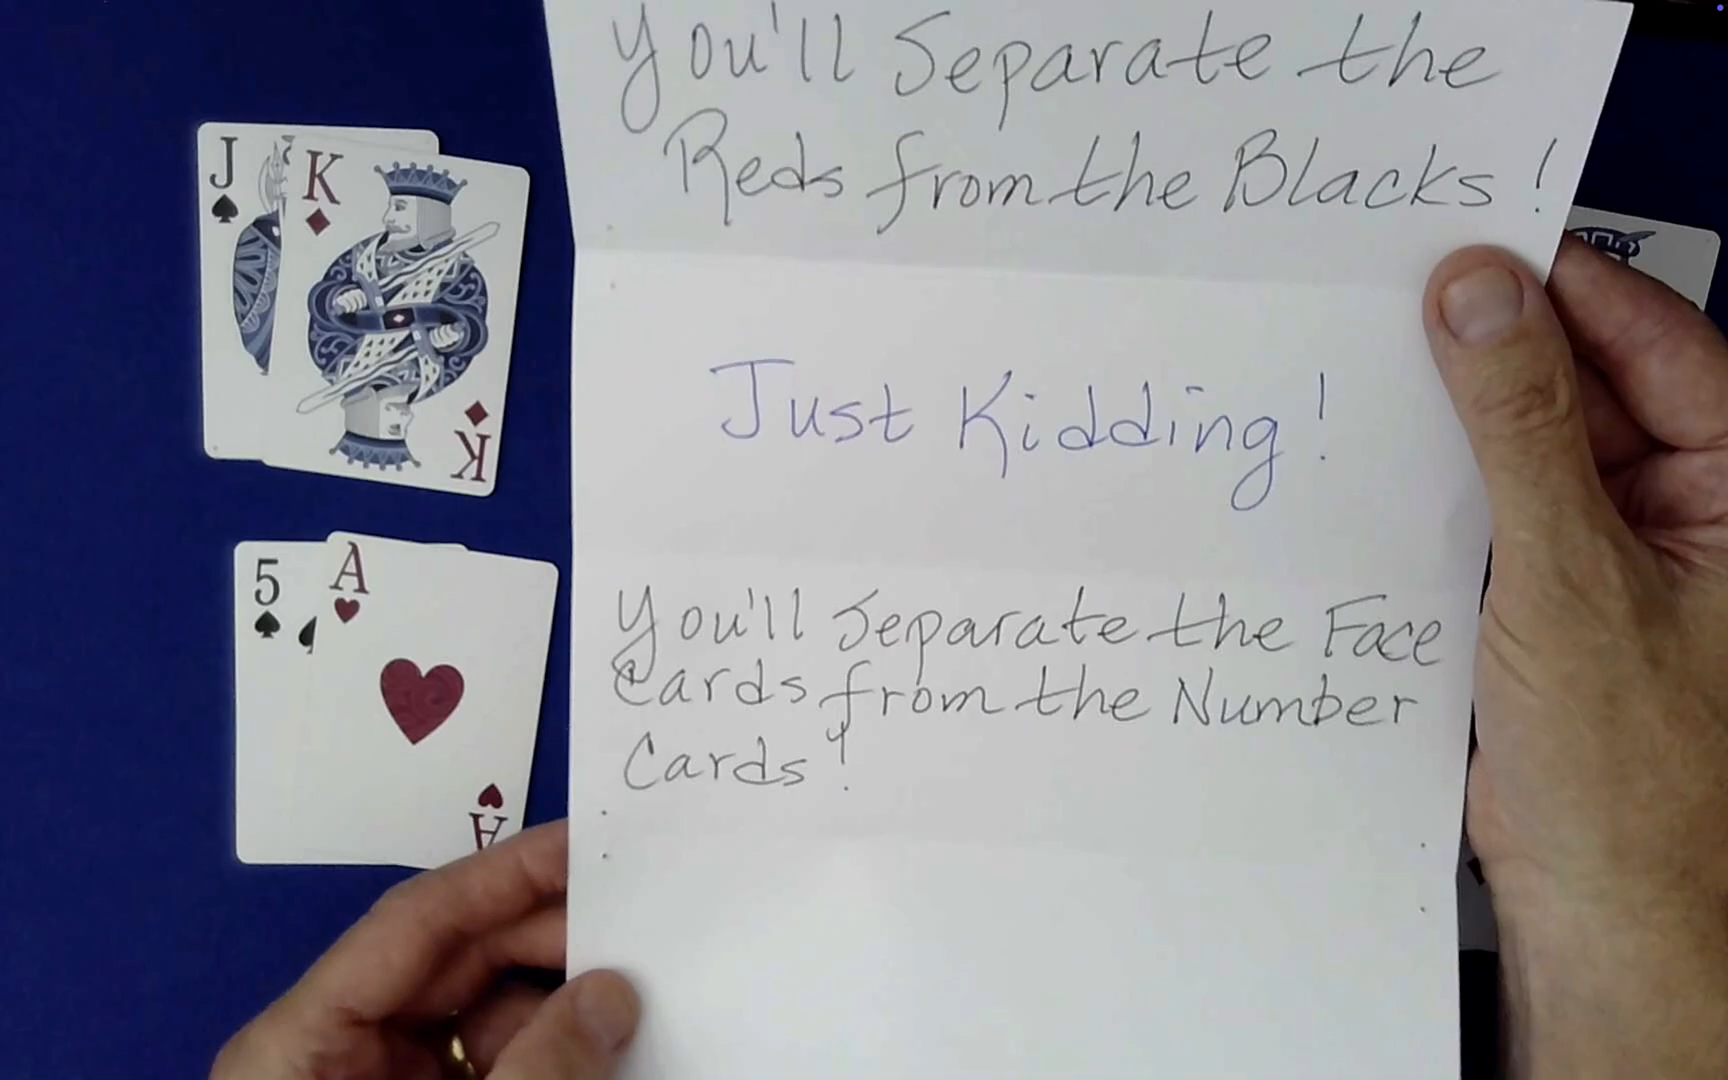 You'll Separate the
Reds from the Blacks!
Just Kidding!
You'll Separate the Face
Cards from the Number
Cards!
J
K
K
5
A
A